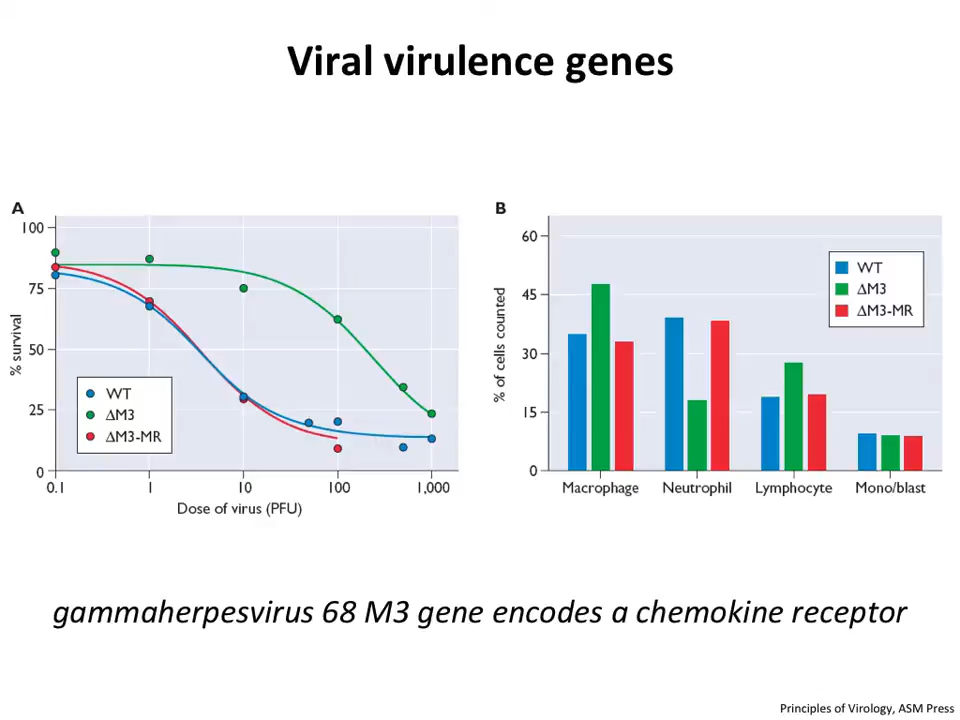 Viral virulence genes
A
100
75
50
25
0
% survival
WT
ΔM3
ΔM3-MR
0.1 1 10 100 1,000
Dose of virus (PFU)
B
60
45
30
15
0
% of cells counted
WT
ΔM3
ΔM3-MR
Macrophage Neutrophil Lymphocyte Mono/blast
gammaherpesvirus 68 M3 gene encodes a chemokine receptor
Principles of Virology, ASM Press